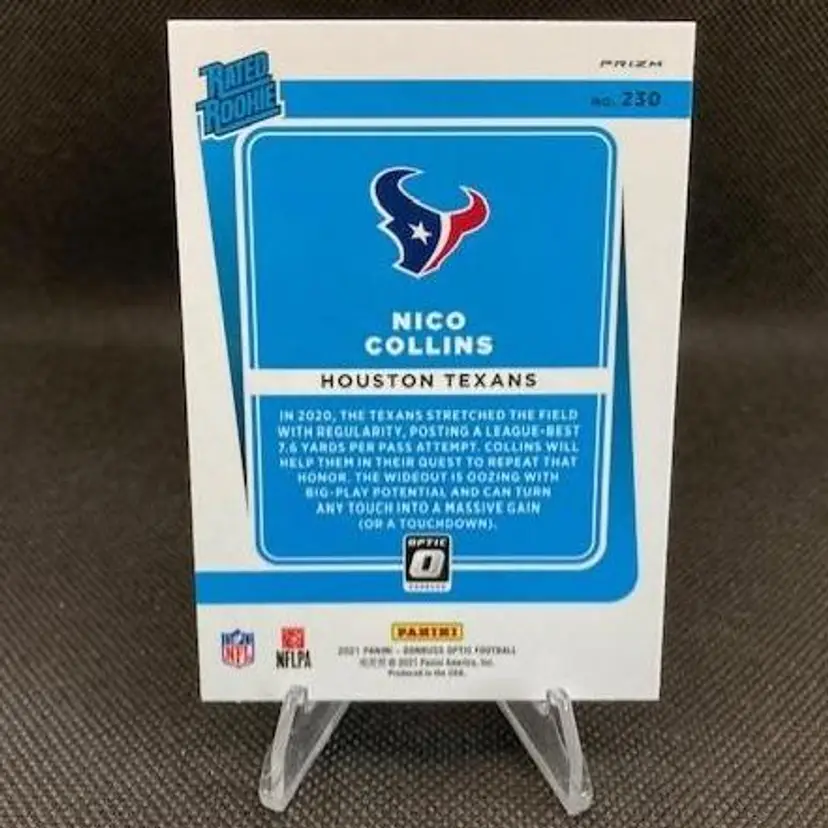 RATED
ROOKIE
PRIZM
NO. 230
NICO
COLLINS
HOUSTON TEXANS
IN 2020, THE TEXANS STRETCHED THE FIELD
WITH REGULARITY, POSTING A LEAGUE-BEST
7.6 YARDS PER PASS ATTEMPT. COLLINS WILL
HELP THEM IN THEIR QUEST TO REPEAT THAT
HONOR. THE WIDEOUT IS OOZING WITH
BIG-PLAY POTENTIAL AND CAN TURN
ANY TOUCH INTO A MASSIVE GAIN
(OR A TOUCHDOWN).
OPTIC
O
DONRUSS
NFL
NFLPA
PANINI
2021 PANINI - DONRUSS OPTIC FOOTBALL
© 2021 Panini America, Inc.
Produced in the USA.